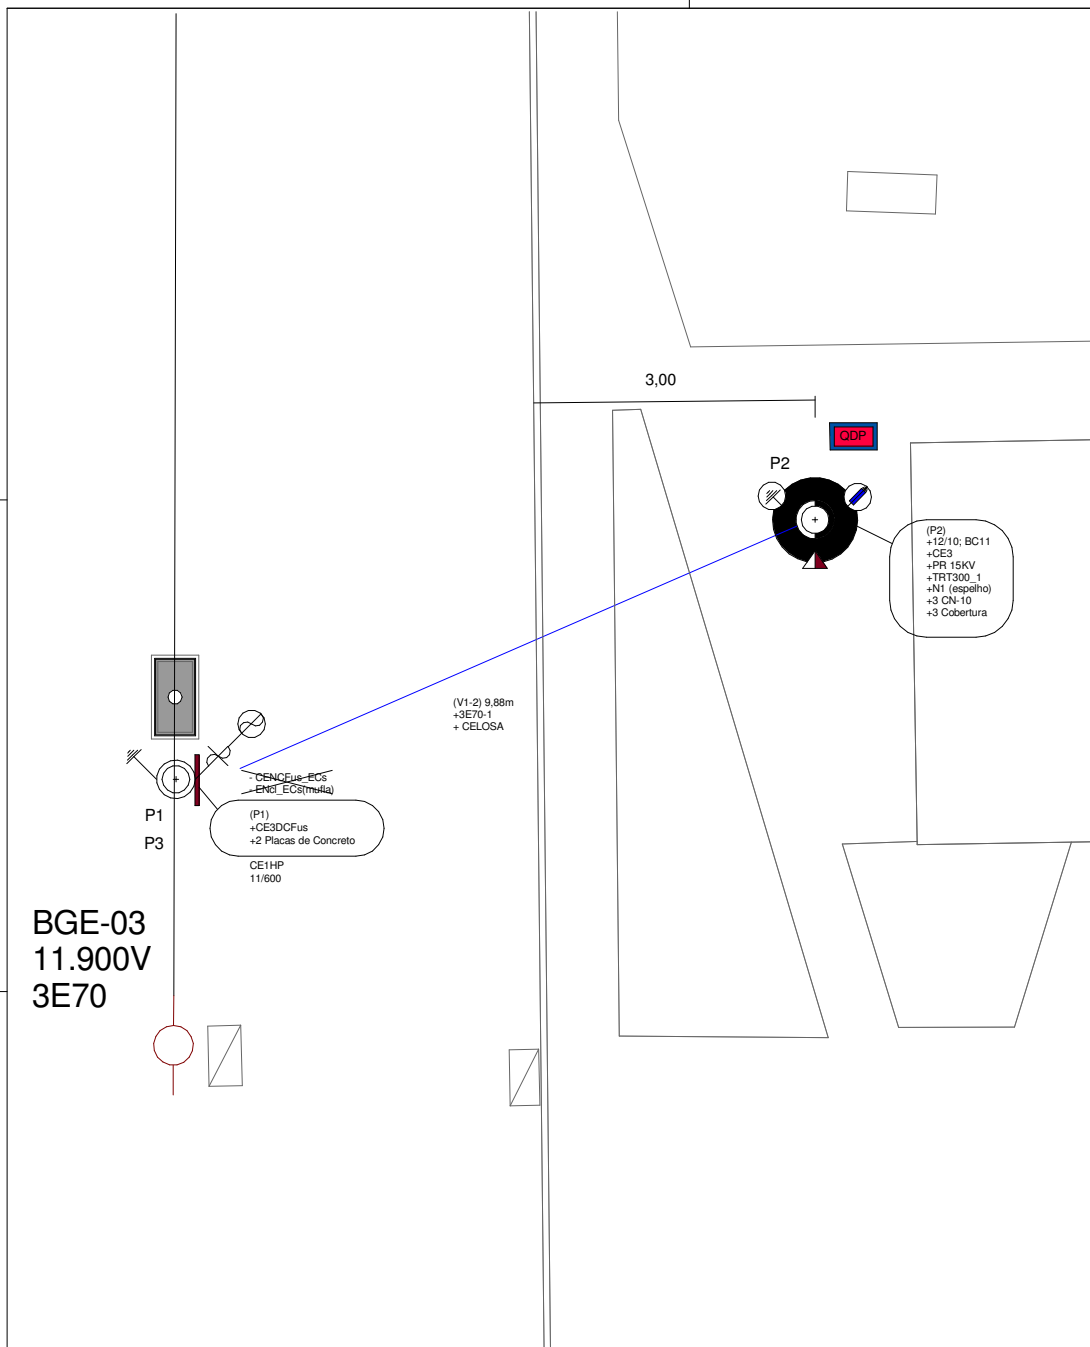 3,00
QDP
P2
(P2)
+12/10; BC11
+CE3
+PR 15KV
+TRT300_1
+N1 (espelho)
+3 CN-10
+3 Cobertura
(V1-2) 9,88m
+3E70-1
+ CELOSA
- CENCFus_ECs
- ENcl_ECs(mufla)
P1
P3
(P1)
+CE3DCFus
+2 Placas de Concreto
CE1HP
11/600
BGE-03
11.900V
3E70